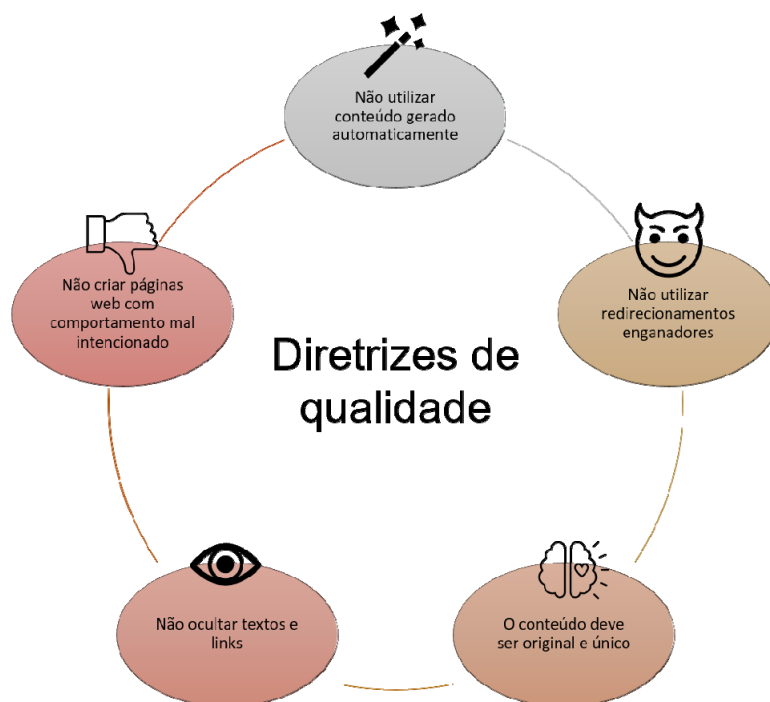 Não utilizar
conteúdo gerado
automaticamente
Não utilizar
redirecionamentos
enganadores
O conteúdo deve
ser original e único
Não ocultar textos e
links
Não criar páginas
web com
comportamento mal
intencionado
Diretrizes de
qualidade